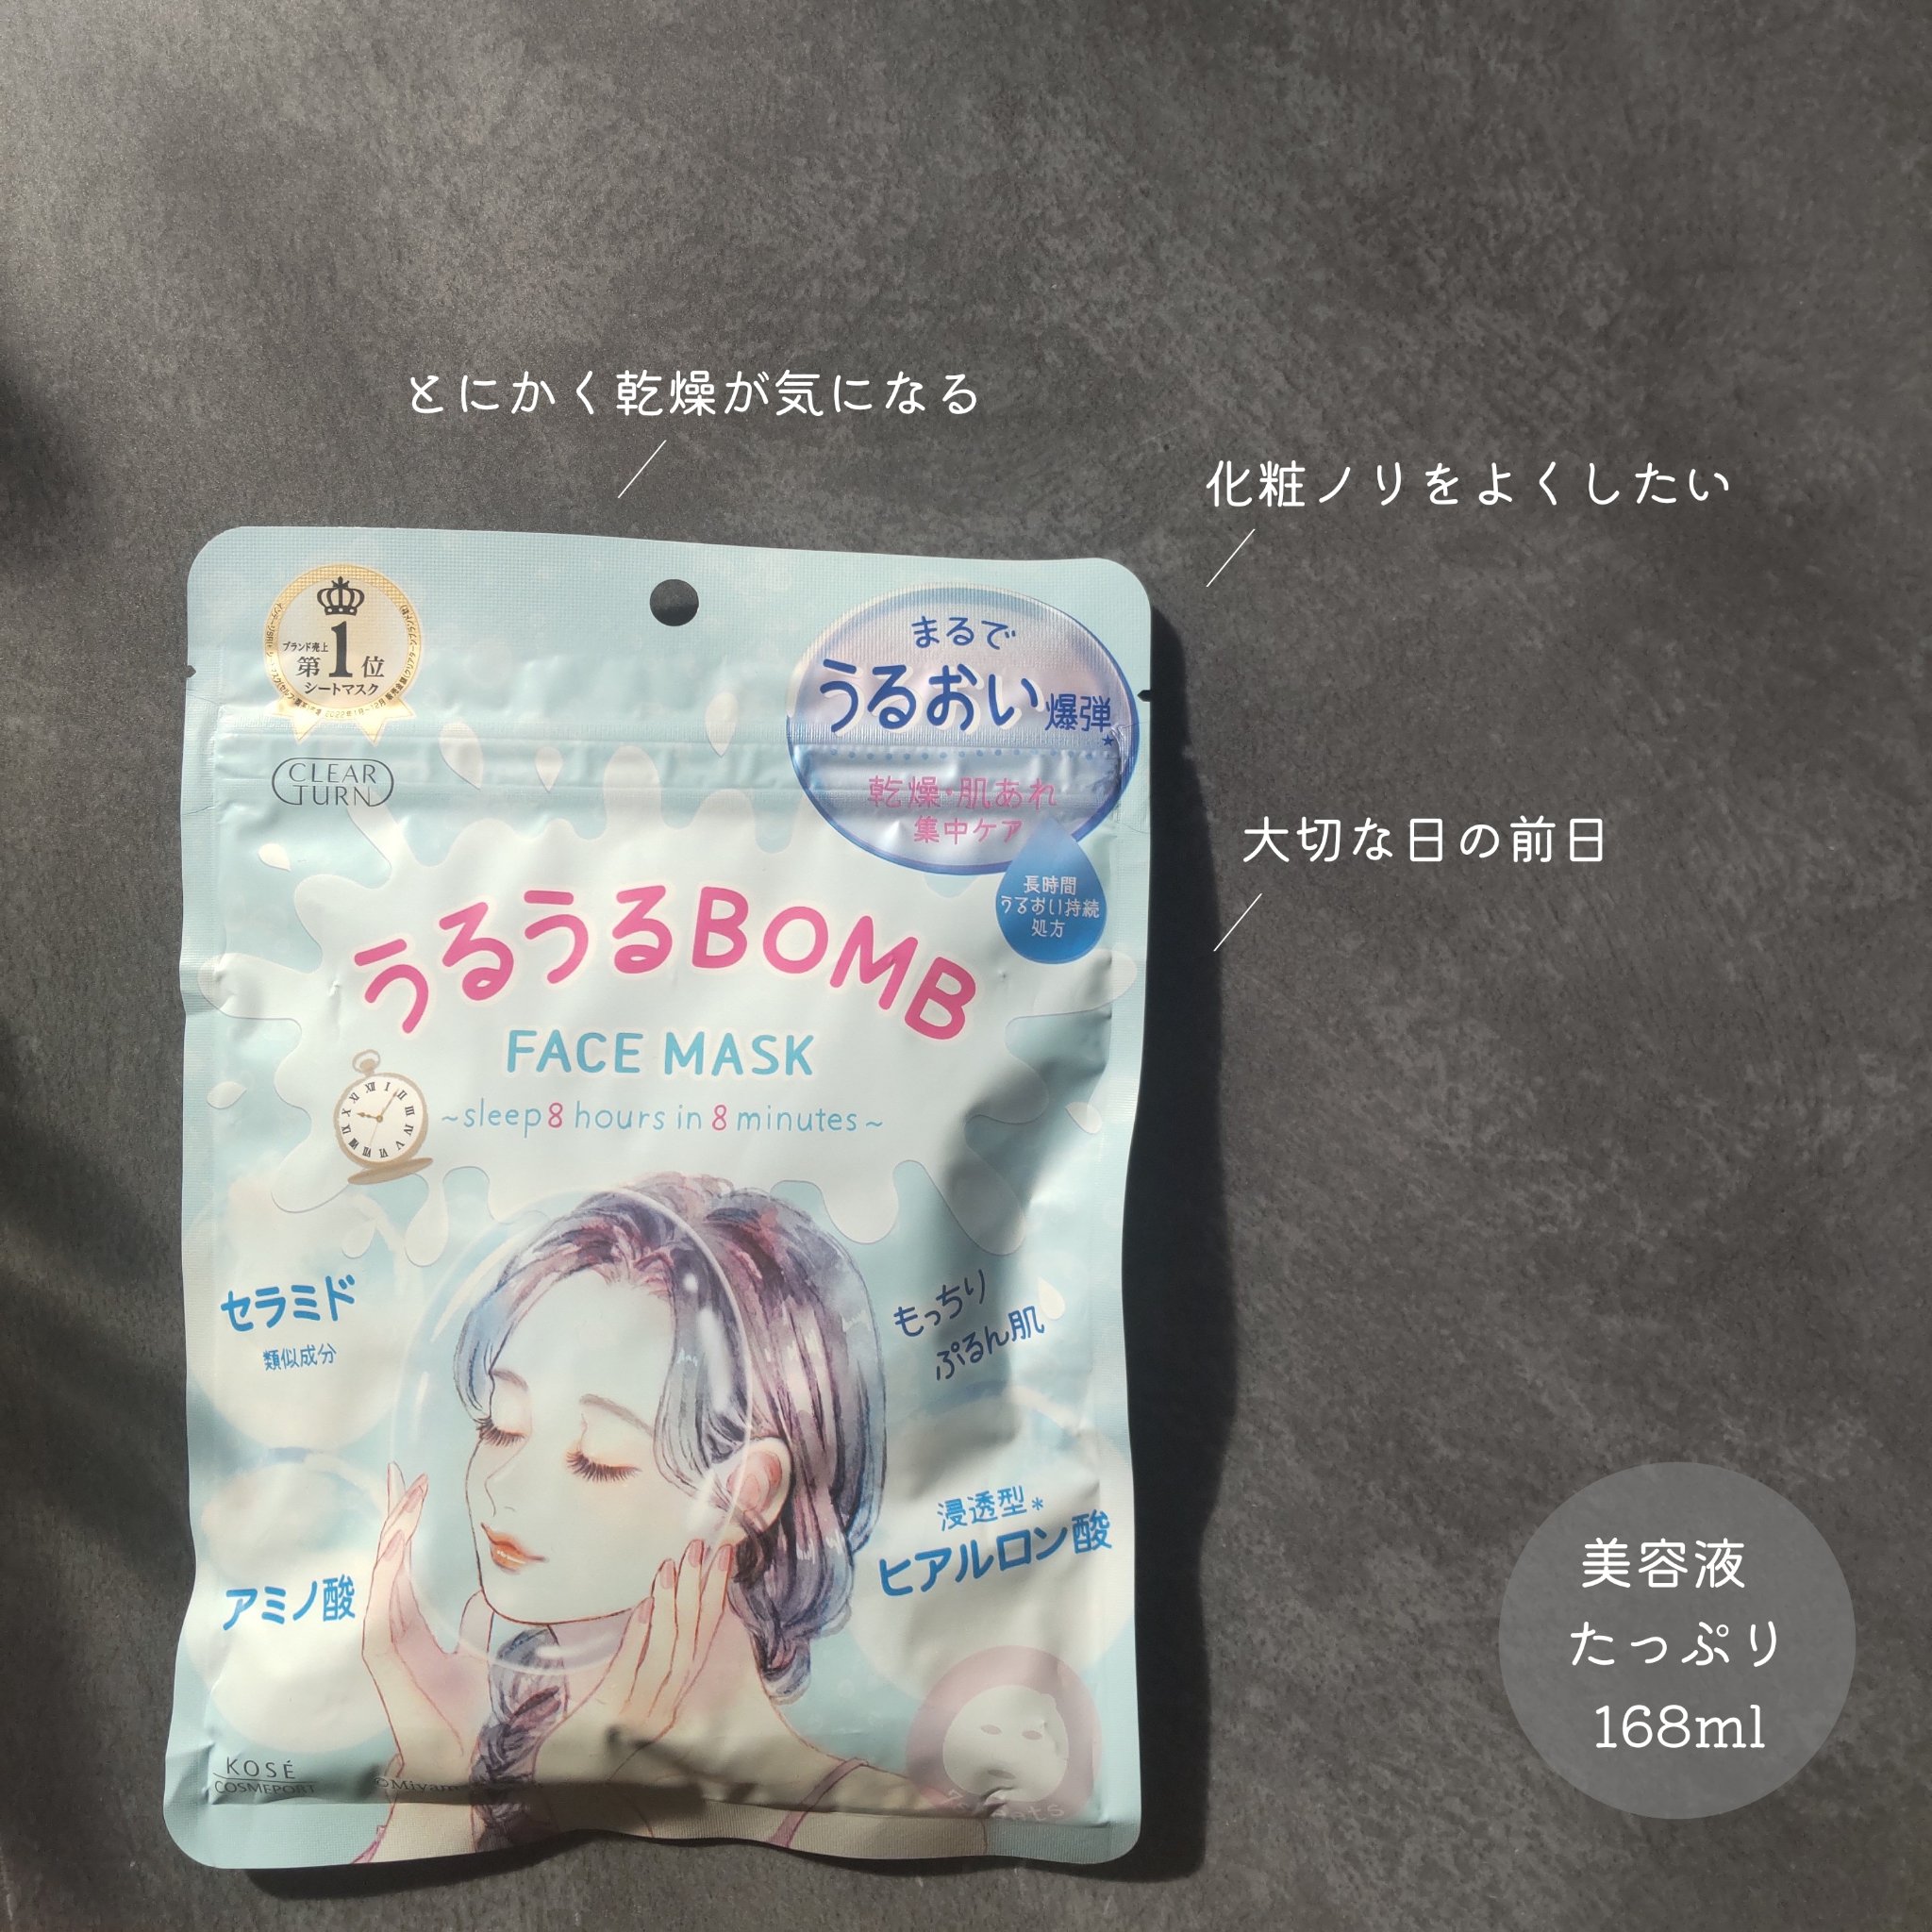 とにかく乾燥が気になる
化粧ノリをよくしたい
ブランド売上
第1位
シートマスク
まるで
うるおい爆弾
乾燥・肌あれ
集中ケア
CLEAR
TURN
大切な日の前日
長時間
うるおい持続
処方
うるうるBOMB
FACE MASK
~sleep 8 hours in 8 minutes~
セラミド
類似成分
もっちり
ぷるん肌
浸透型*
ヒアルロン酸
アミノ酸
美容液
たっぷり
168ml
KOSÉ
COSMEPORT